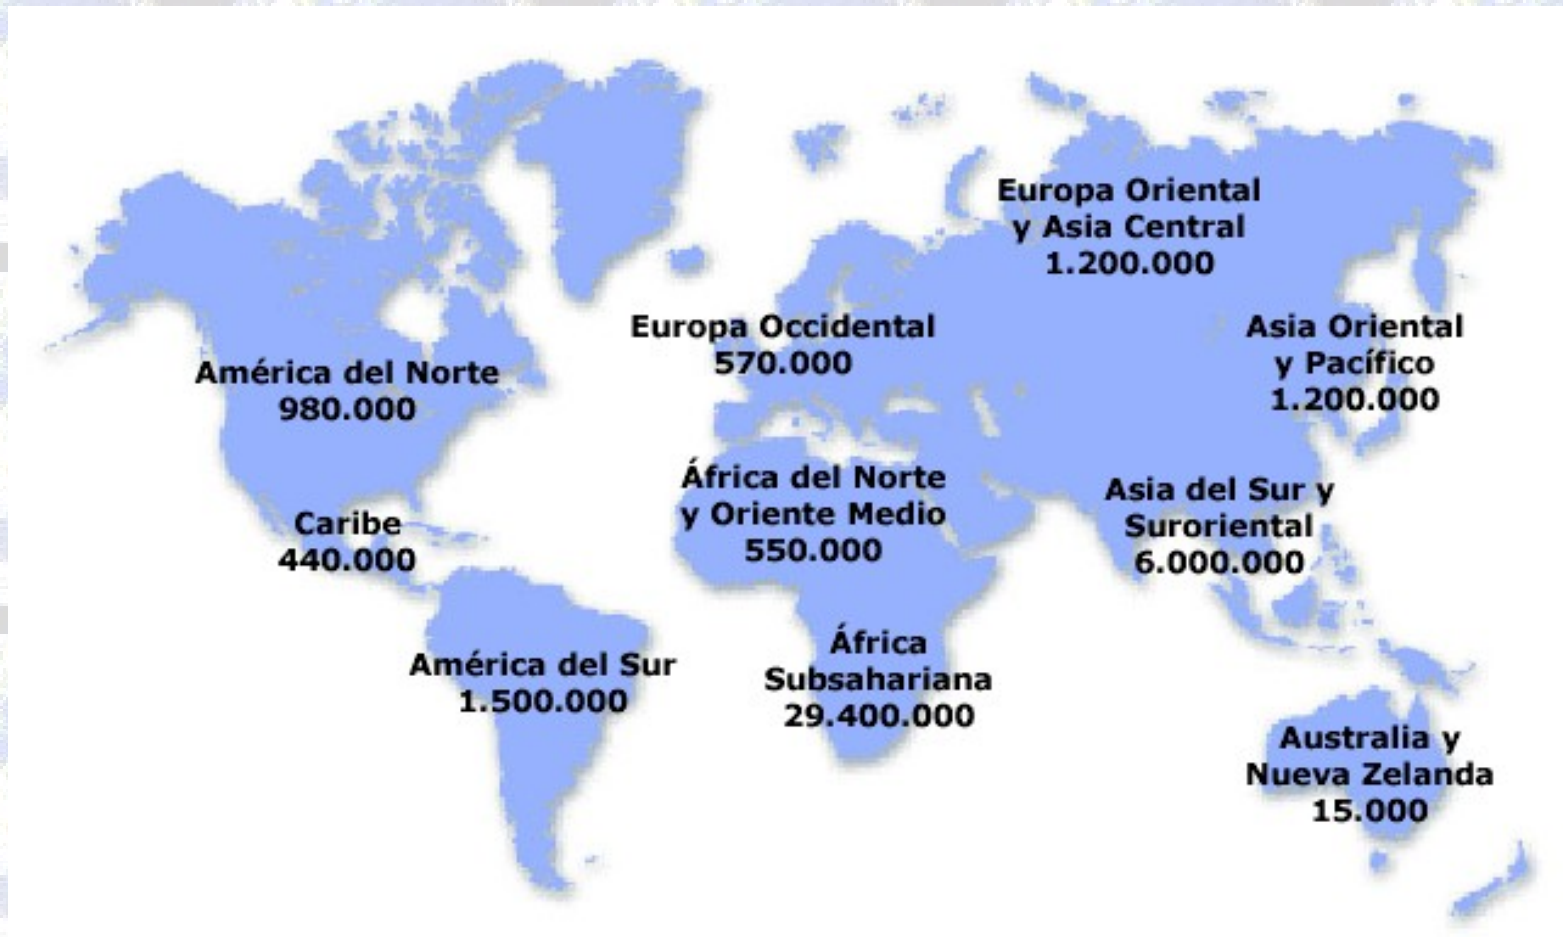 Europa Oriental
y Asia Central
1.200.000
Europa Occidental
570.000
Asia Oriental
y Pacífico
1.200.000
América del Norte
980.000
África del Norte
y Oriente Medio
550.000
Asia del Sur y
Suroriental
6.000.000
Caribe
440.000
América del Sur
1.500.000
África
Subsahariana
29.400.000
Australia y
Nueva Zelanda
15.000